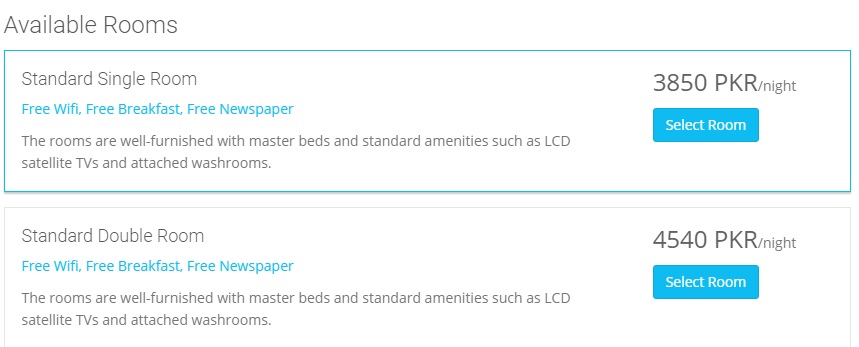 Available Rooms
Standard Single Room
3850 PKR/night
Free Wifi, Free Breakfast, Free Newspaper
Select Room
The rooms are well-furnished with master beds and standard amenities such as LCD
satellite TVs and attached washrooms.
Standard Double Room
4540 PKR/night
Free Wifi, Free Breakfast, Free Newspaper
Select Room
The rooms are well-furnished with master beds and standard amenities such as LCD
satellite TVs and attached washrooms.